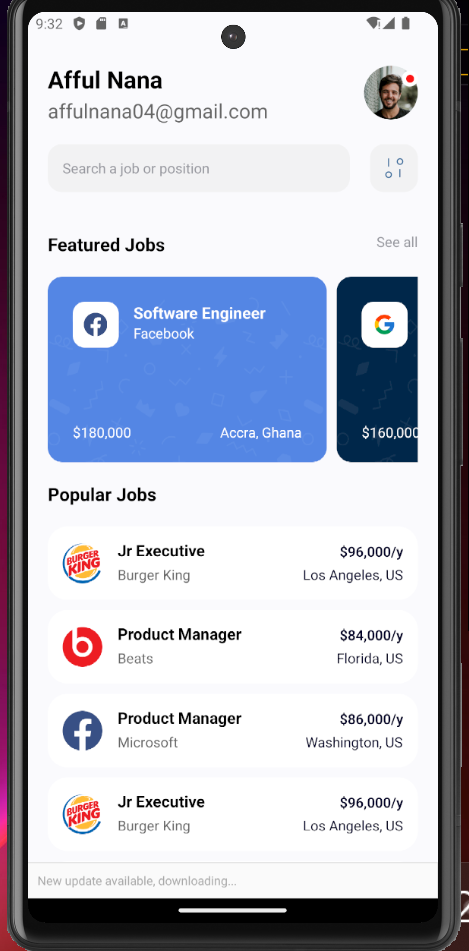 9:32
Afful Nana
affulnana04@gmail.com
Search a job or position
Featured Jobs
See all
Software Engineer
Facebook
$180,000
Accra, Ghana
$160,000
Popular Jobs
BURGER KING
Jr Executive
$96,000/y
Burger King
Los Angeles, US
Product Manager
$84,000/y
Beats
Florida, US
Product Manager
$86,000/y
Microsoft
Washington, US
BURGER KING
Jr Executive
$96,000/y
Burger King
Los Angeles, US
New update available, downloading...
2